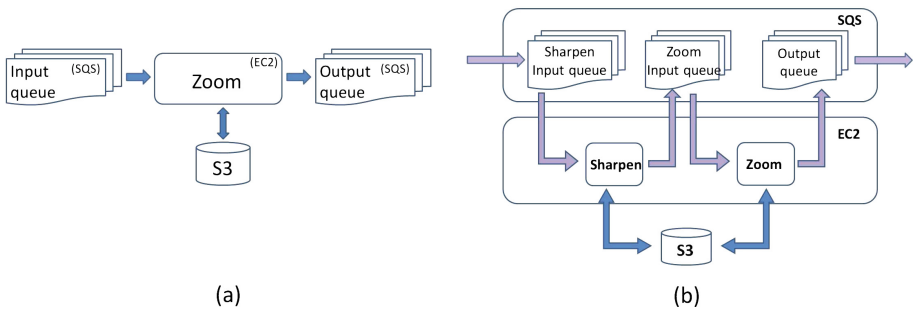 Input
queue
(SQS)
Zoom
(EC2)
Output
queue
(SQS)
S3
(a)
SQS
Sharpen
Input queue
Zoom
Input queue
Output
queue
EC2
Sharpen
Zoom
S3
(b)